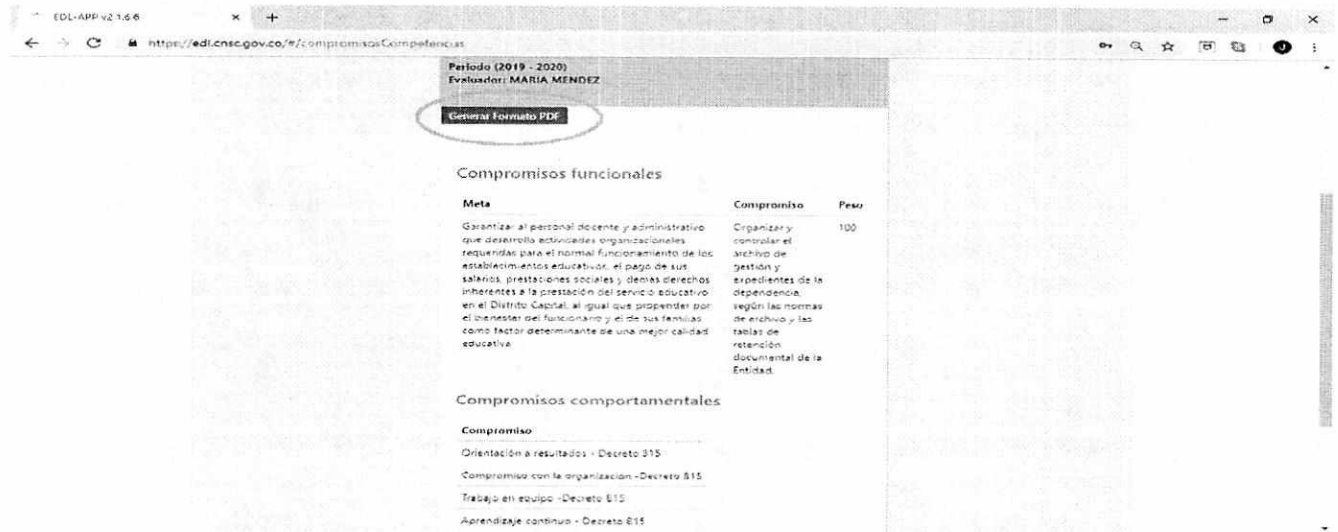 EDL-APP v2.1.6.6
https://edl.cnsc.gov.co/#/compromisosCompetencias
Periodo (2019 - 2020)
Evaluador: MARIA MENDEZ
Generar Formato PDF
Compromisos funcionales
Meta Compromiso Peso
Garantizar al personal docente y administrativo
que desarrolla actividades organizacionales
requeridas para el normal funcionamiento de los
establecimientos educativos, el pago de sus
salarios, prestaciones sociales y demás derechos
inherentes a la prestación del servicio educativo
en el Distrito Capital, al igual que propender por
el bienestar del funcionario y el de sus familias
como factor determinante de una mejor calidad
educativa
Organizar y
controlar el
archivo de
gestión y
expedientes de la
dependencia,
según las normas
de archivo y las
tablas de
retención
documental de la
Entidad.
100
Compromisos comportamentales
Compromiso
Orientación a resultados - Decreto 815
Compromiso con la organización -Decreto 815
Trabajo en equipo -Decreto 815
Aprendizaje continuo - Decreto 815
J